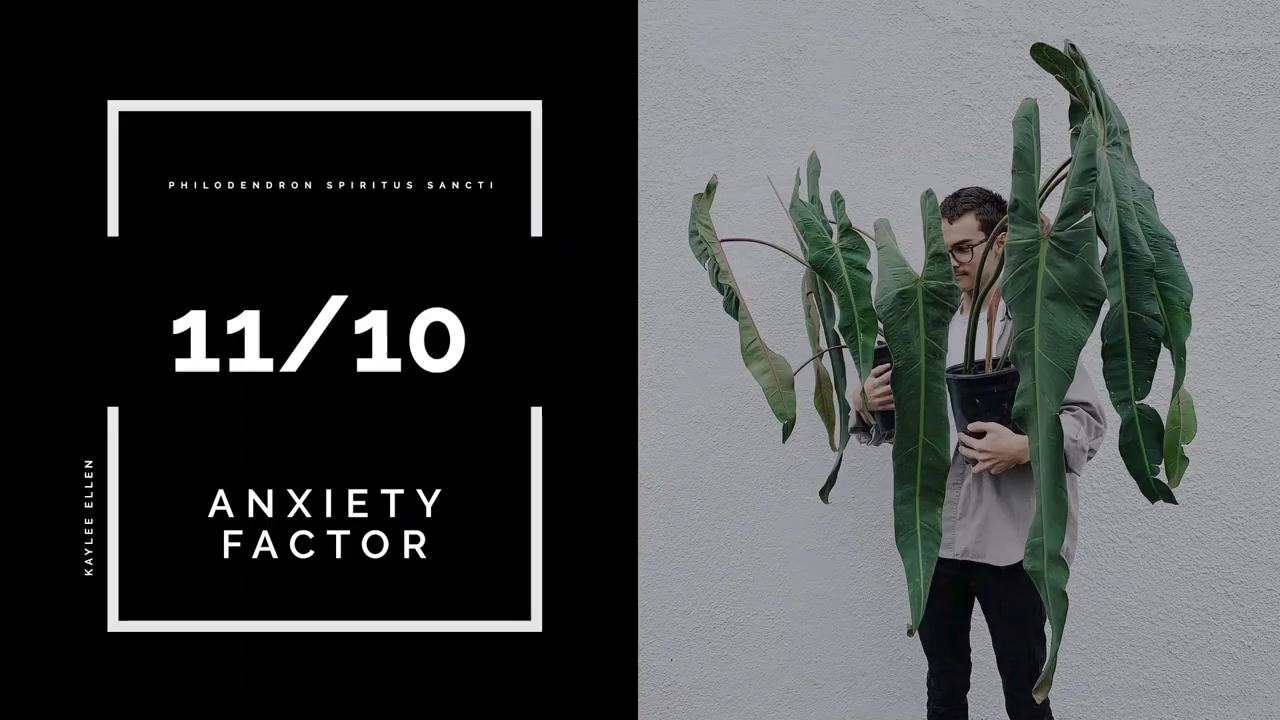 PHILODENDRON SPIRITUS SANCTI
11/10
ANXIETY
FACTOR
KAYLEE ELLEN